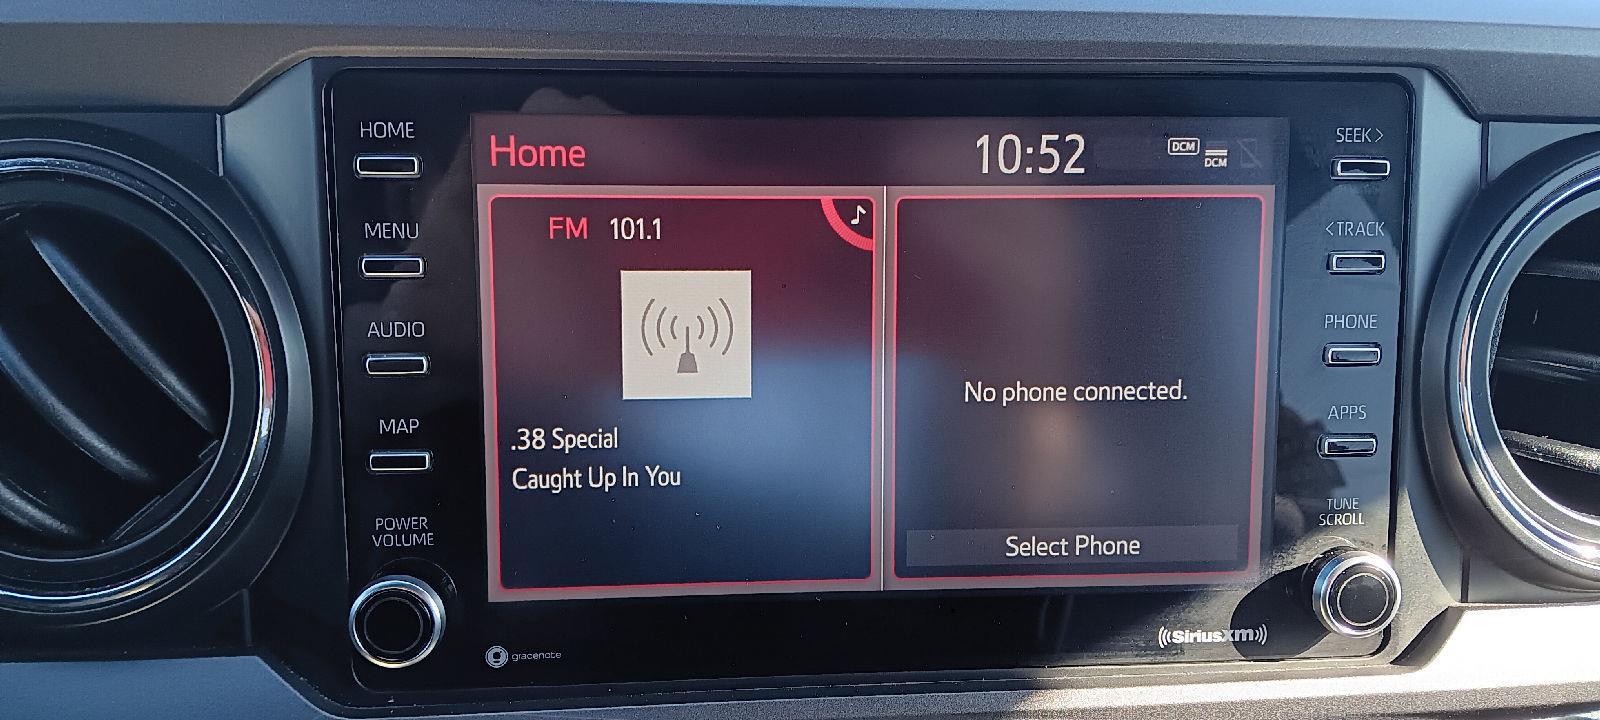 HOME
MENU
AUDIO
MAP
POWER
VOLUME
Home
10:52
DCM
DCM
FM 101.1
.38 Special
Caught Up In You
No phone connected.
Select Phone
SEEK >
< TRACK
PHONE
APPS
TUNE
SCROLL
gracenote
((SiriusXM))